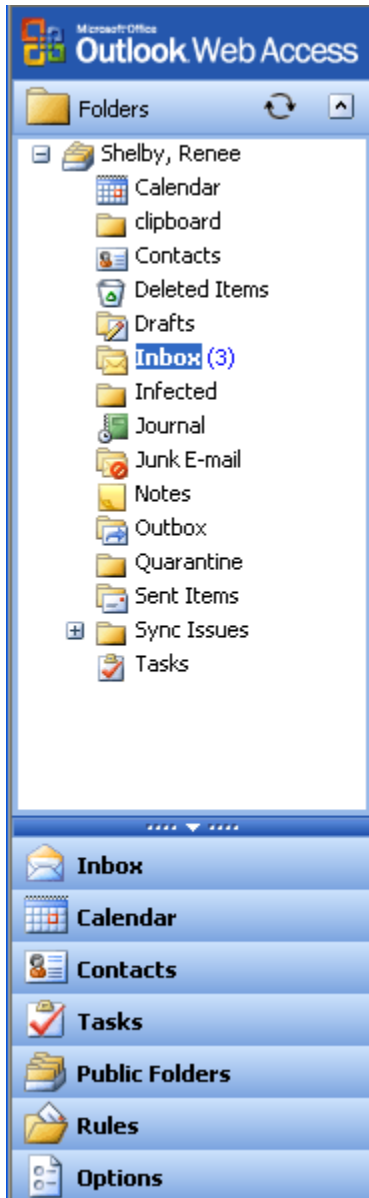 Microsoft Office
Outlook Web Access
Folders
Shelby, Renee
Calendar
clipboard
Contacts
Deleted Items
Drafts
Inbox (3)
Infected
Journal
Junk E-mail
Notes
Outbox
Quarantine
Sent Items
Sync Issues
Tasks
Inbox
Calendar
Contacts
Tasks
Public Folders
Rules
Options